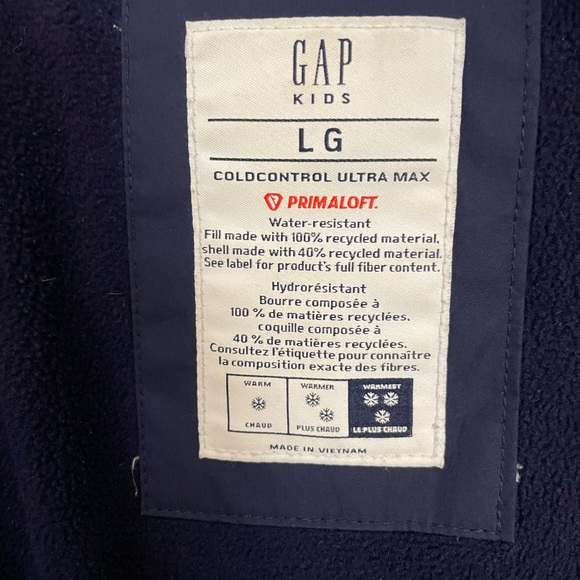 GAP
KIDS
LG
COLDCONTROL ULTRA MAX
PRIMALOFT.
Water-resistant
Fill made with 100% recycled material,
shell made with 40% recycled material.
See label for product's full fiber content.
Hydrorésistant
Bourre composée à
100 % de matières recyclées,
coquille composée à
40 % de matières recyclées.
Consultez l'étiquette pour connaître
la composition exacte des fibres.
WARM WARMER WARMEST
CHAUD PLUS CHAUD LE PLUS CHAUD
MADE IN VIETNAM